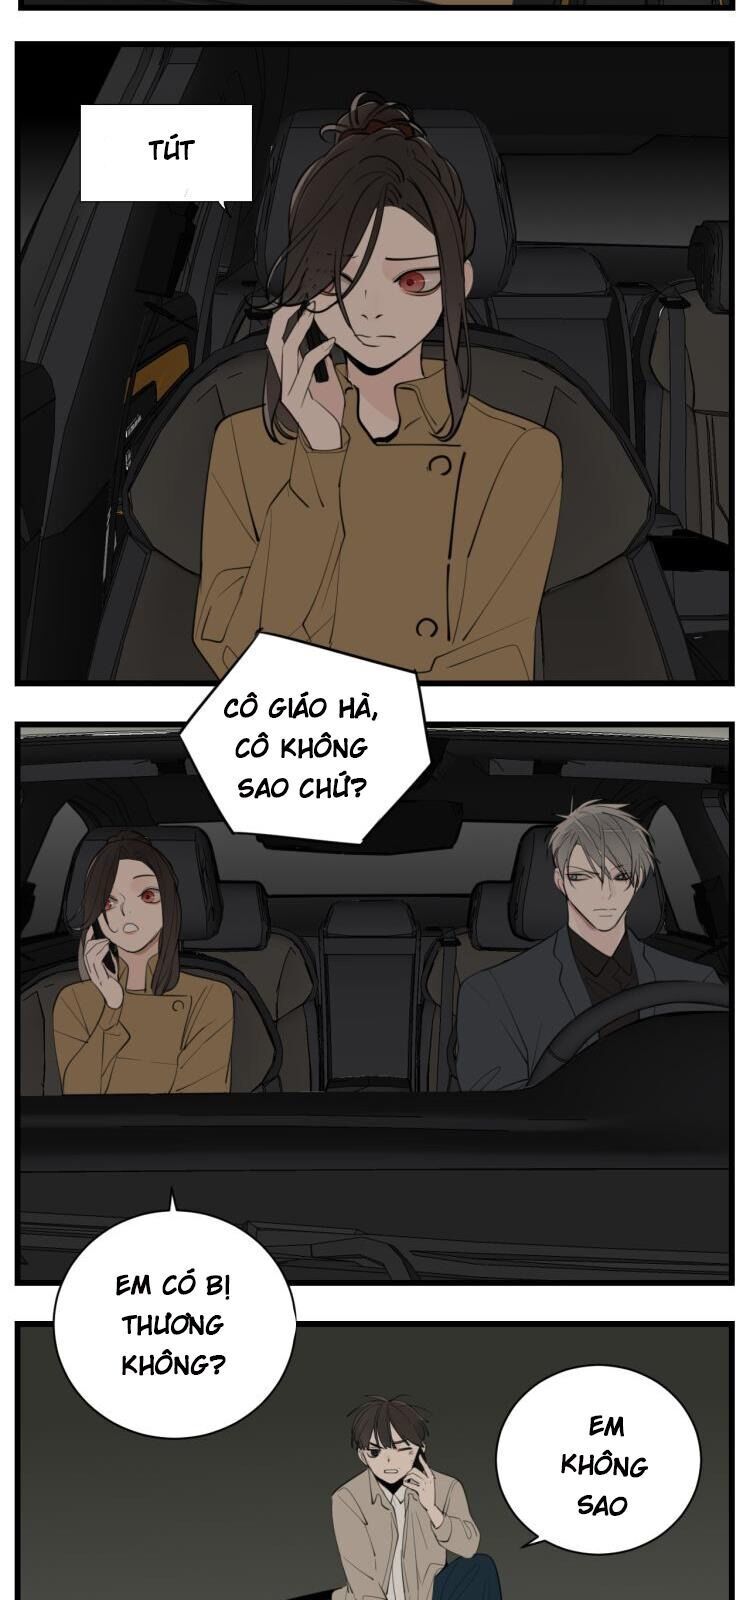 TÚT
CÔ GIÁO HÀ,
CÔ KHÔNG
SAO CHỨ?
EM CÓ BỊ
THƯƠNG
KHÔNG?
EM
KHÔNG
SAO